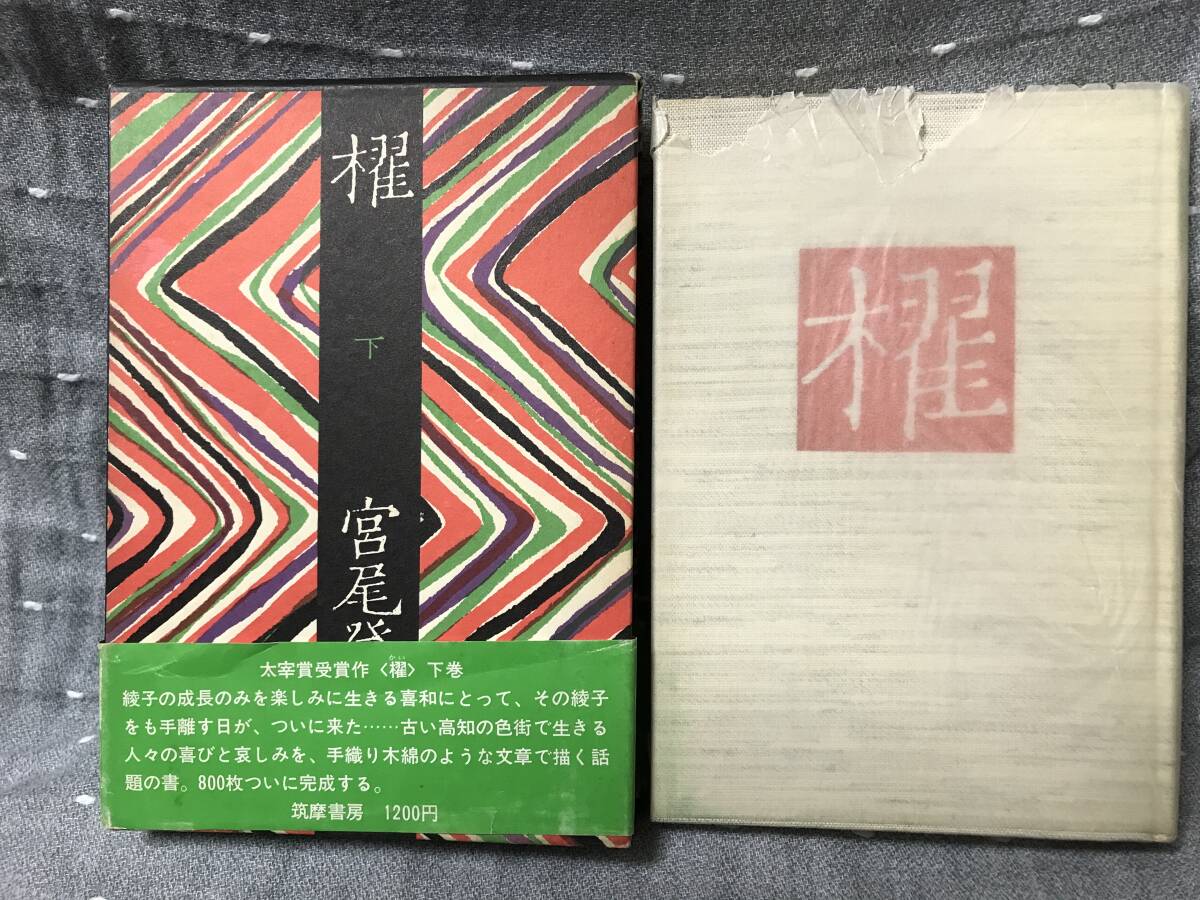 櫂
下
宮尾
太宰賞受賞作〈櫂〉下巻
かい
綾子の成長のみを楽しみに生きる喜和にとって、その綾子
をも手離す日が、ついに来た……古い高知の色街で生きる
人々の喜びと哀しみを、手織り木綿のような文章で描く話
題の書。800枚ついに完成する。
筑摩書房 1200円
櫂